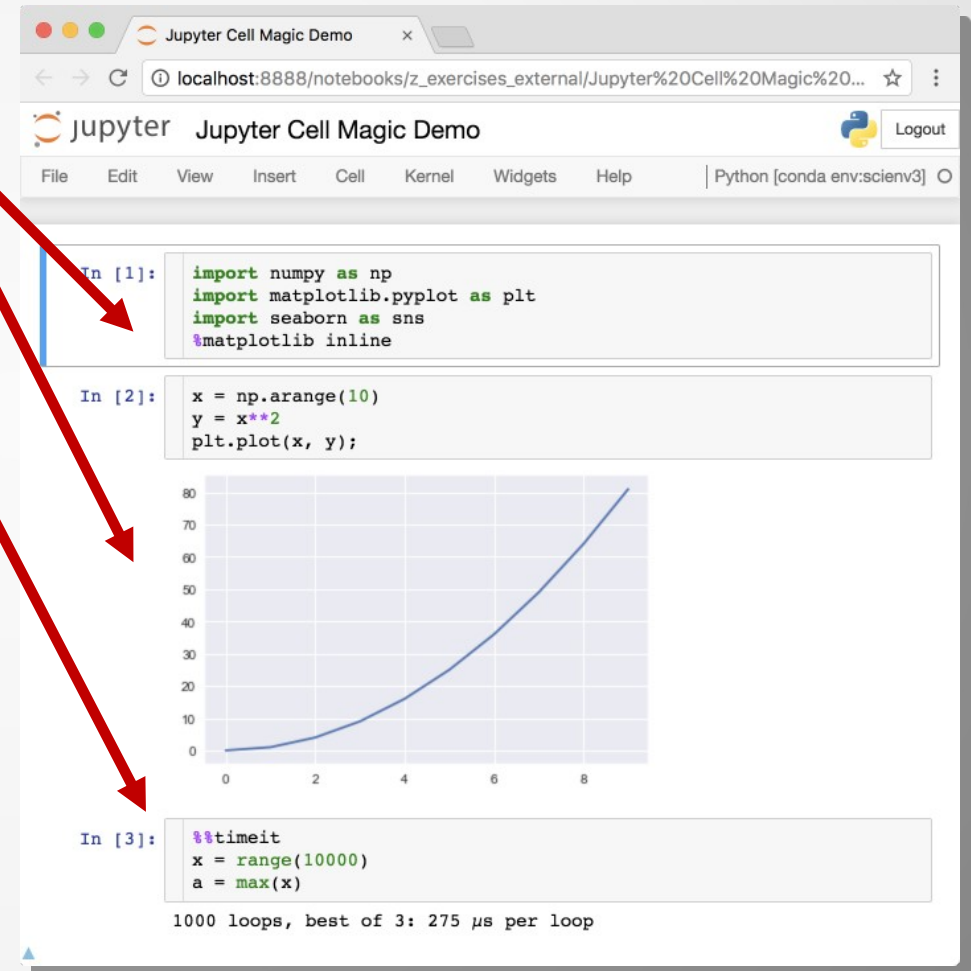 Jupyter Cell Magic Demo ×
localhost:8888/notebooks/z_exercises_external/Jupyter%20Cell%20Magic%20...
jupyter Jupyter Cell Magic Demo Logout
File Edit View Insert Cell Kernel Widgets Help Python [conda env:scienv3] O
In [1]: import numpy as np
import matplotlib.pyplot as plt
import seaborn as sns
%matplotlib inline
In [2]: x = np.arange(10)
y = x**2
plt.plot(x, y);
80
70
60
50
40
30
20
10
0
0 2 4 6 8
In [3]: %%timeit
x = range(10000)
a = max(x)
1000 loops, best of 3: 275 µs per loop